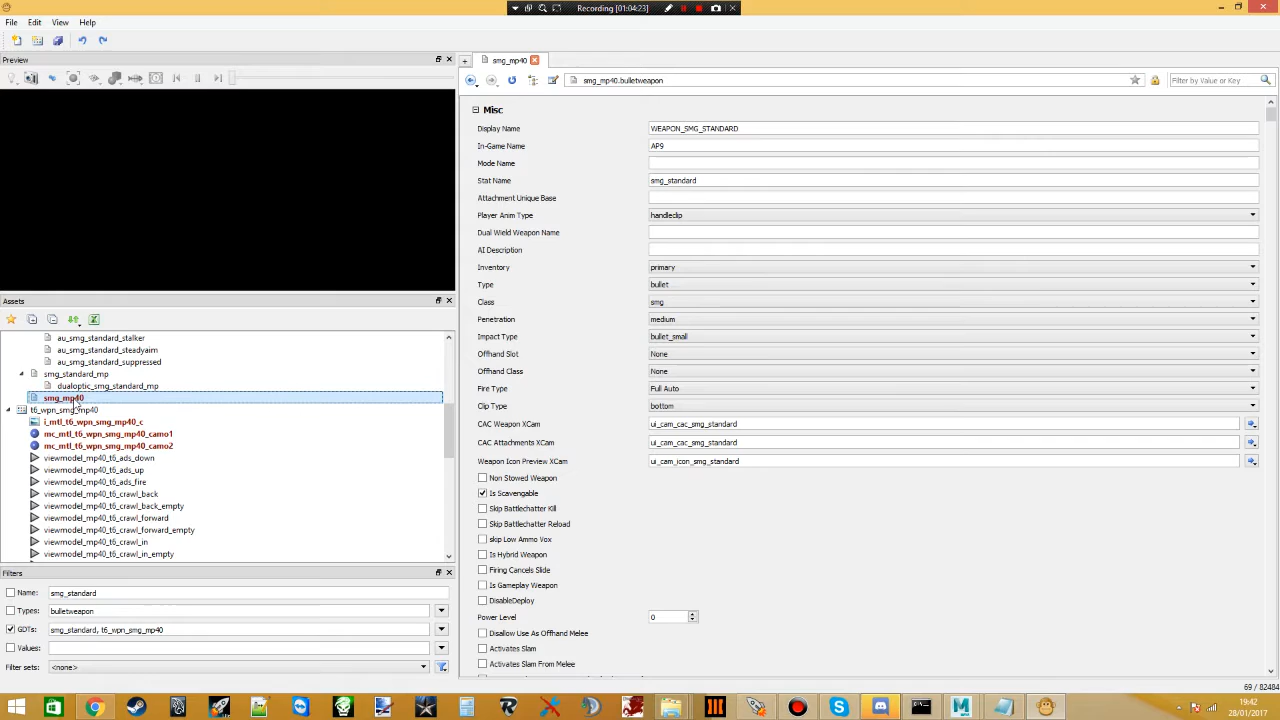 Recording [01:04:23]
File Edit View Help
Preview
Assets
au_smg_standard_stalker
au_smg_standard_steadyaim
au_smg_standard_suppressed
smg_standard_mp
dualoptic_smg_standard_mp
smg_mp40
t6_wpn_smg_mp40
i_mtl_t6_wpn_smg_mp40_c
mc_mtl_t6_wpn_smg_mp40_camo1
mc_mtl_t6_wpn_smg_mp40_camo2
viewmodel_mp40_t6_ads_down
viewmodel_mp40_t6_ads_up
viewmodel_mp40_t6_ads_fire
viewmodel_mp40_t6_crawl_back
viewmodel_mp40_t6_crawl_back_empty
viewmodel_mp40_t6_crawl_forward
viewmodel_mp40_t6_crawl_forward_empty
viewmodel_mp40_t6_crawl_in
viewmodel_mp40_t6_crawl_in_empty
Filters
Name: smg_standard
Types: bulletweapon
GDTs: smg_standard, t6_wpn_smg_mp40
Values:
Filter sets: <none>
smg_mp40
smg_mp40.bulletweapon
Filter by Value or Key
Misc
Display Name WEAPON_SMG_STANDARD
In-Game Name AP9
Mode Name
Stat Name smg_standard
Attachment Unique Base
Player Anim Type handleclip
Dual Wield Weapon Name
AI Description
Inventory primary
Type bullet
Class smg
Penetration medium
Impact Type bullet_small
Offhand Slot None
Offhand Class None
Fire Type Full Auto
Clip Type bottom
CAC Weapon XCam ui_cam_cac_smg_standard
CAC Attachments XCam ui_cam_cac_smg_standard
Weapon Icon Preview XCam ui_cam_icon_smg_standard
Non Stowed Weapon
Is Scavengable
Skip Battlechatter Kill
Skip Battlechatter Reload
skip Low Ammo Vox
Is Hybrid Weapon
Firing Cancels Slide
Is Gameplay Weapon
DisableDeploy
Power Level 0
Disallow Use As Offhand Melee
Activates Slam
Activates Slam From Melee
69 / 82484
19:42
28/01/2017